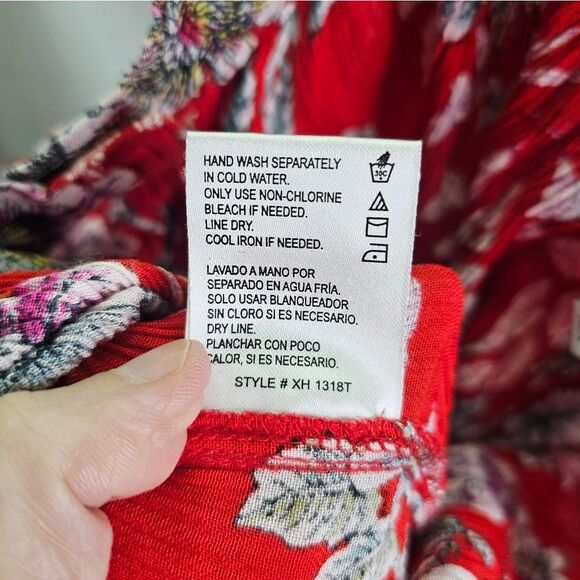 HAND WASH SEPARATELY
IN COLD WATER.
ONLY USE NON-CHLORINE
BLEACH IF NEEDED.
LINE DRY.
COOL IRON IF NEEDED.
30C
LAVADO A MANO POR
SEPARADO EN AGUA FRÍA.
SOLO USAR BLANQUEADOR
SIN CLORO SI ES NECESARIO.
DRY LINE.
PLANCHAR CON POCO
CALOR, SI ES NECESARIO.
STYLE # XH 1318T